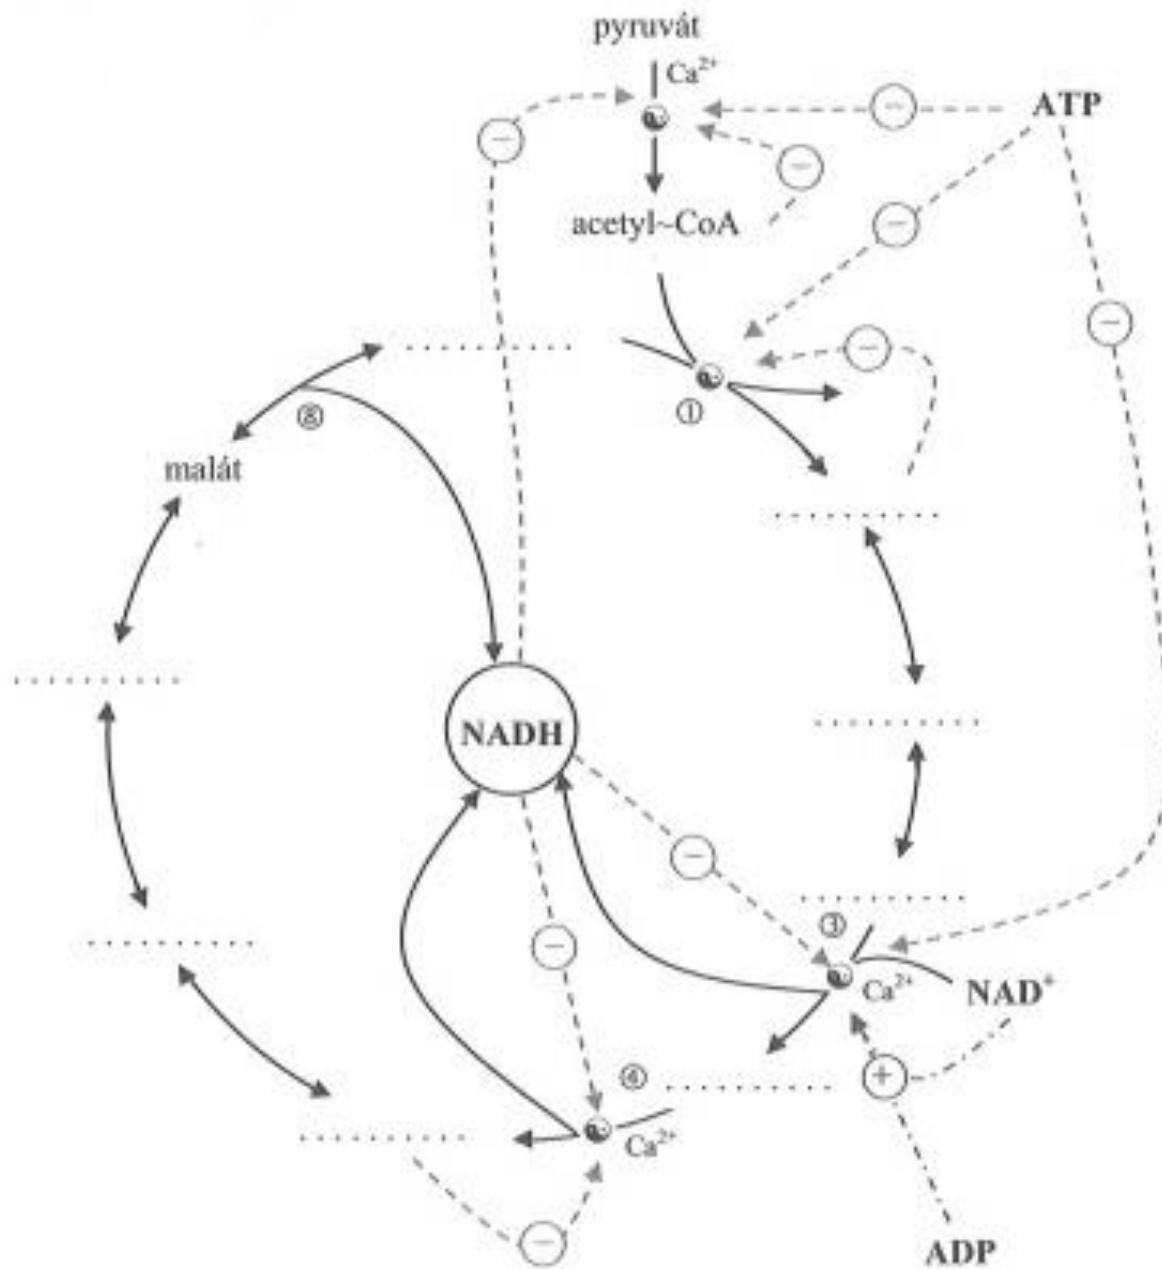 pyruvát
Ca²⁺
ATP
−
−
−
acetyl~CoA
−
−
−
①
⑧
malát
NADH
−
③
−
Ca²⁺
NAD⁺
④
+
Ca²⁺
−
ADP